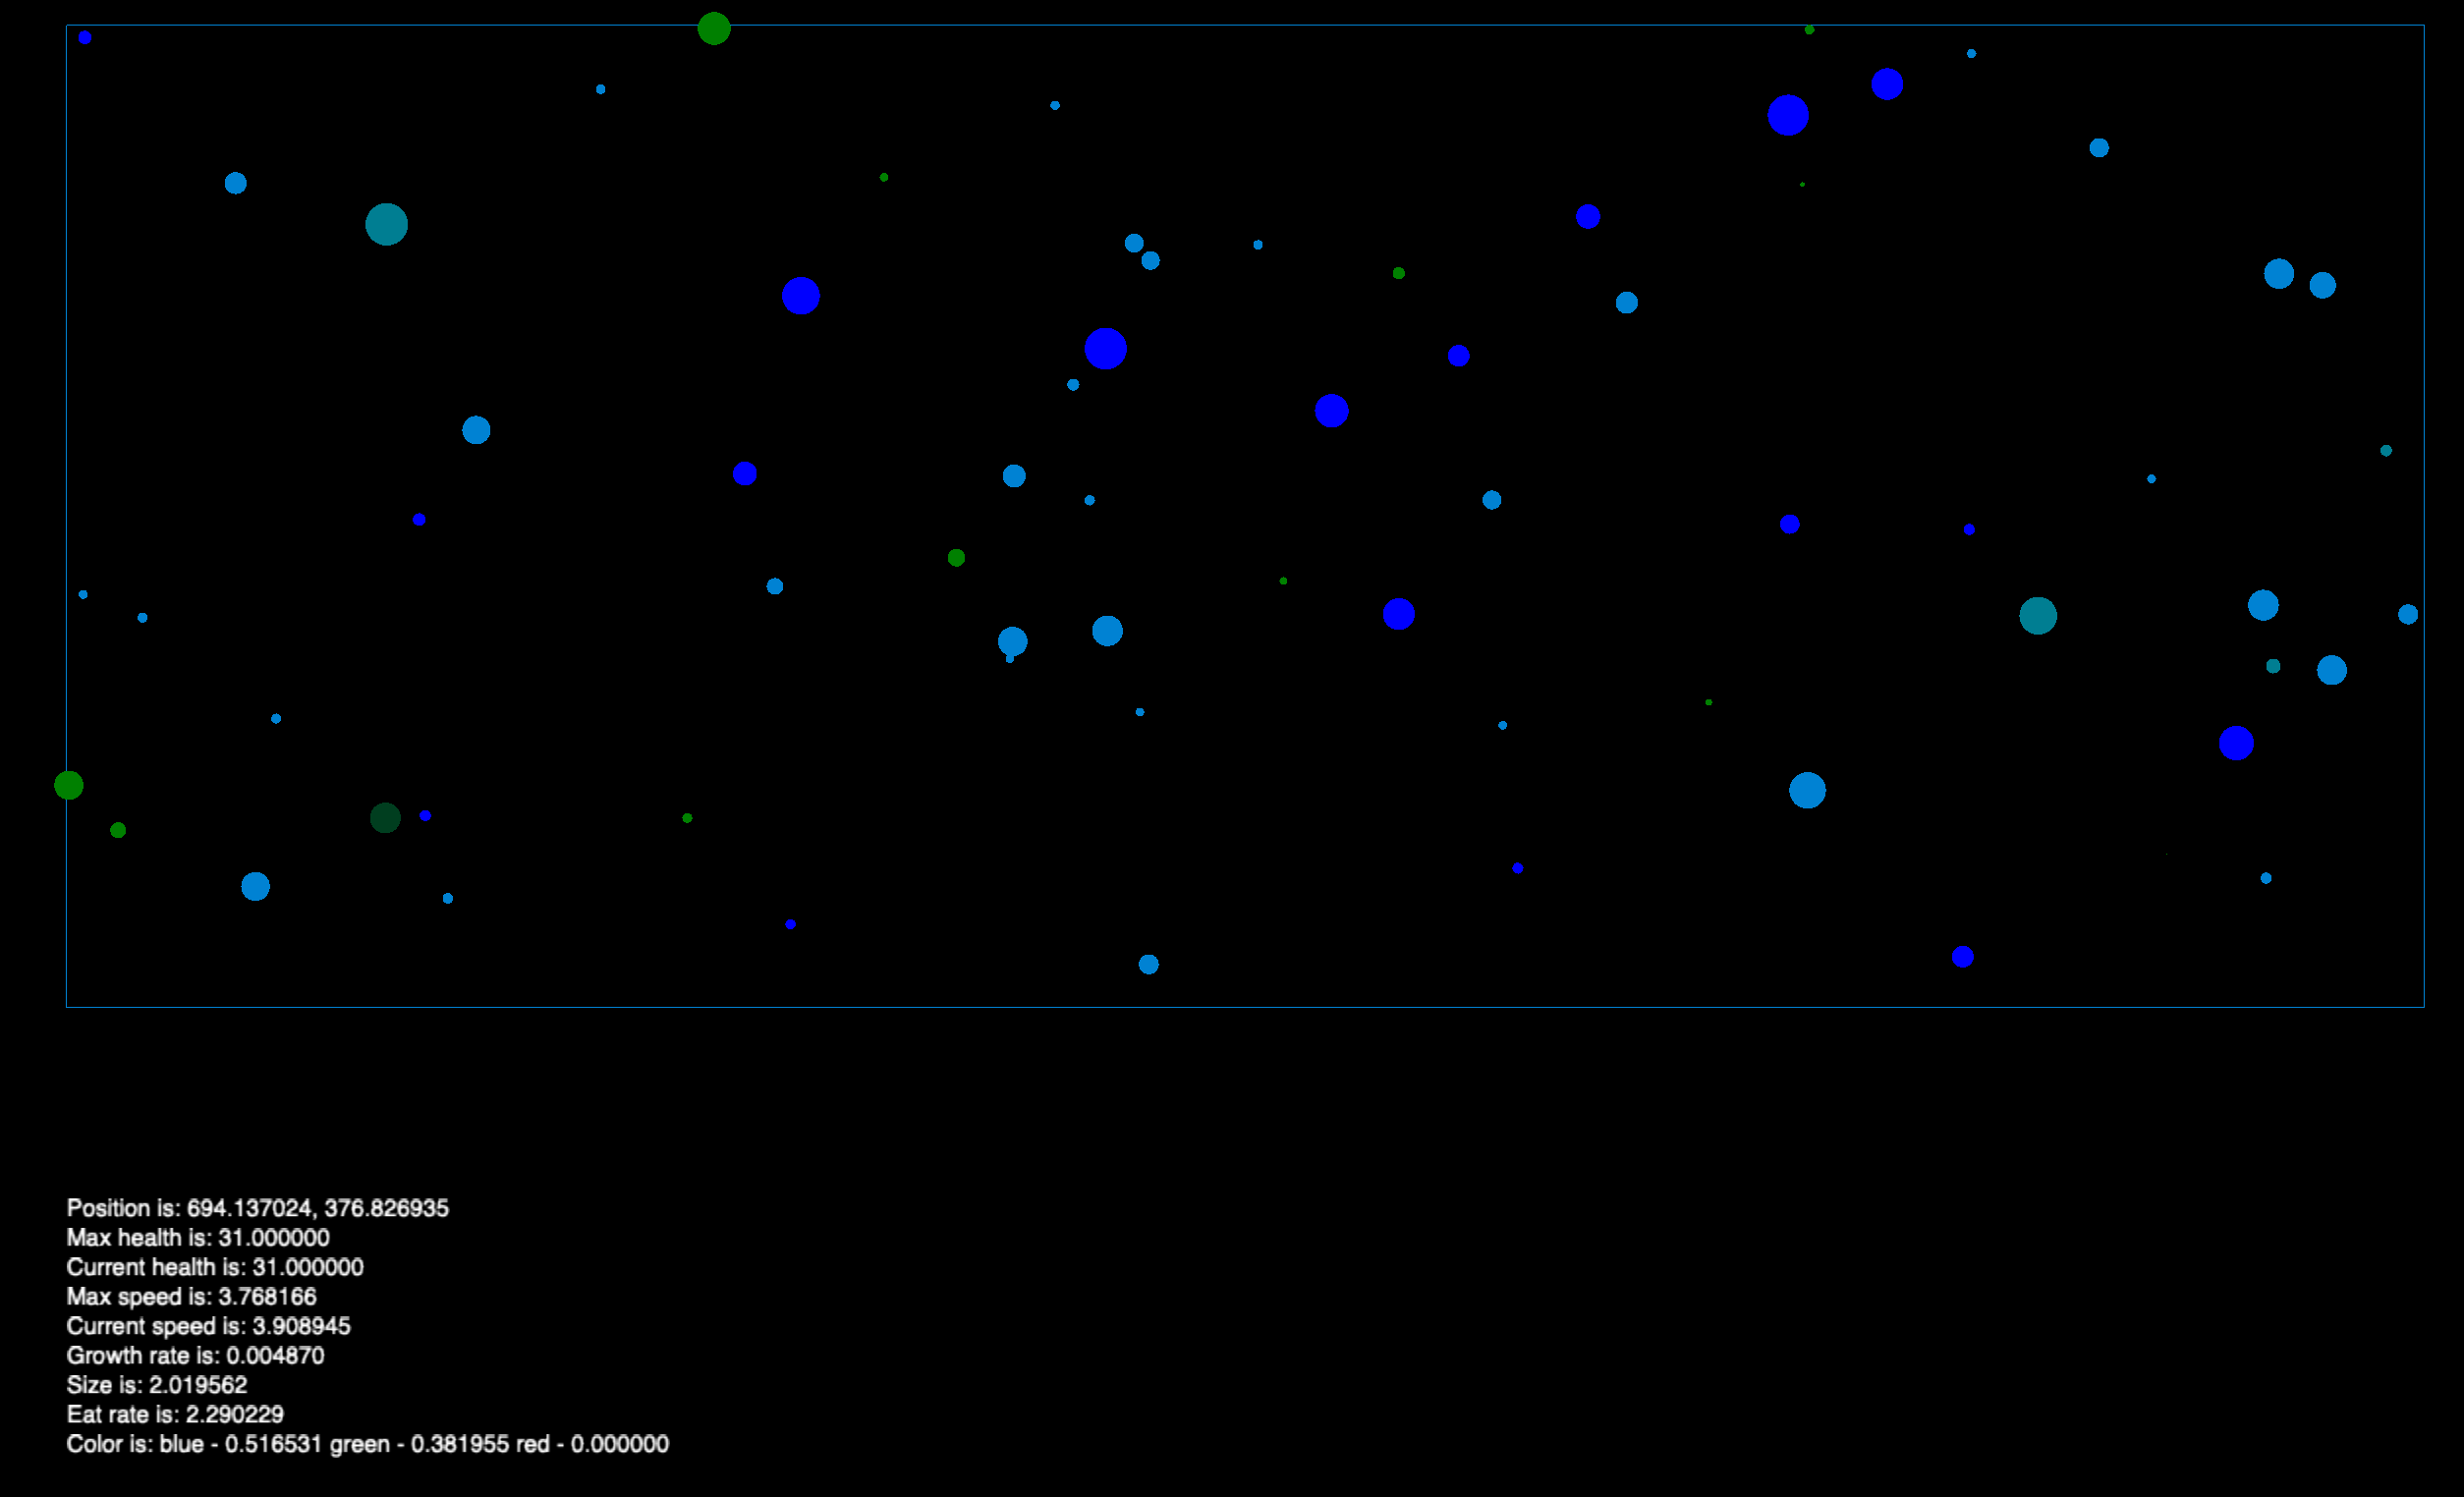 Position is: 694.137024, 376.826935
Max health is: 31.000000
Current health is: 31.000000
Max speed is: 3.768166
Current speed is: 3.908945
Growth rate is: 0.004870
Size is: 2.019562
Eat rate is: 2.290229
Color is: blue - 0.516531 green - 0.381955 red - 0.000000